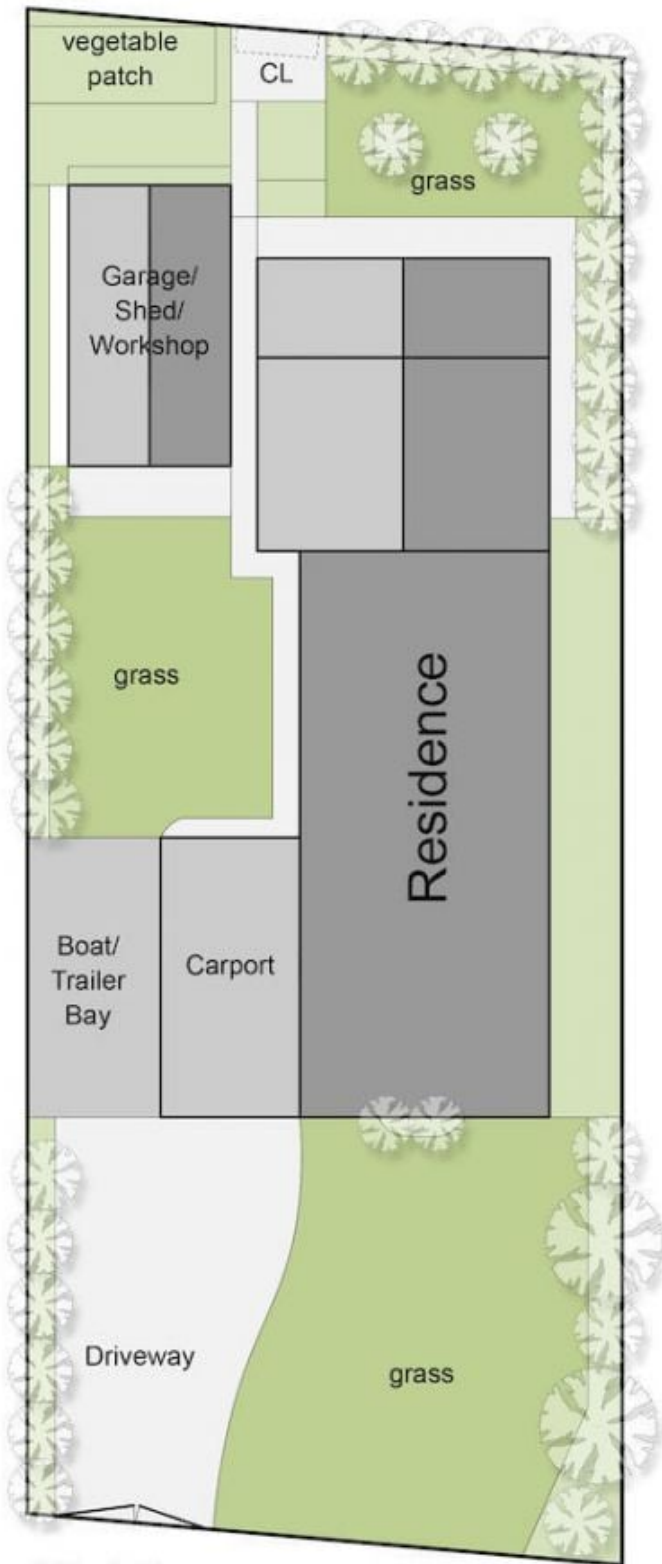 vegetable
patch
CL
grass
Garage/
Shed/
Workshop
grass
Residence
Boat/
Trailer
Bay
Carport
Driveway
grass